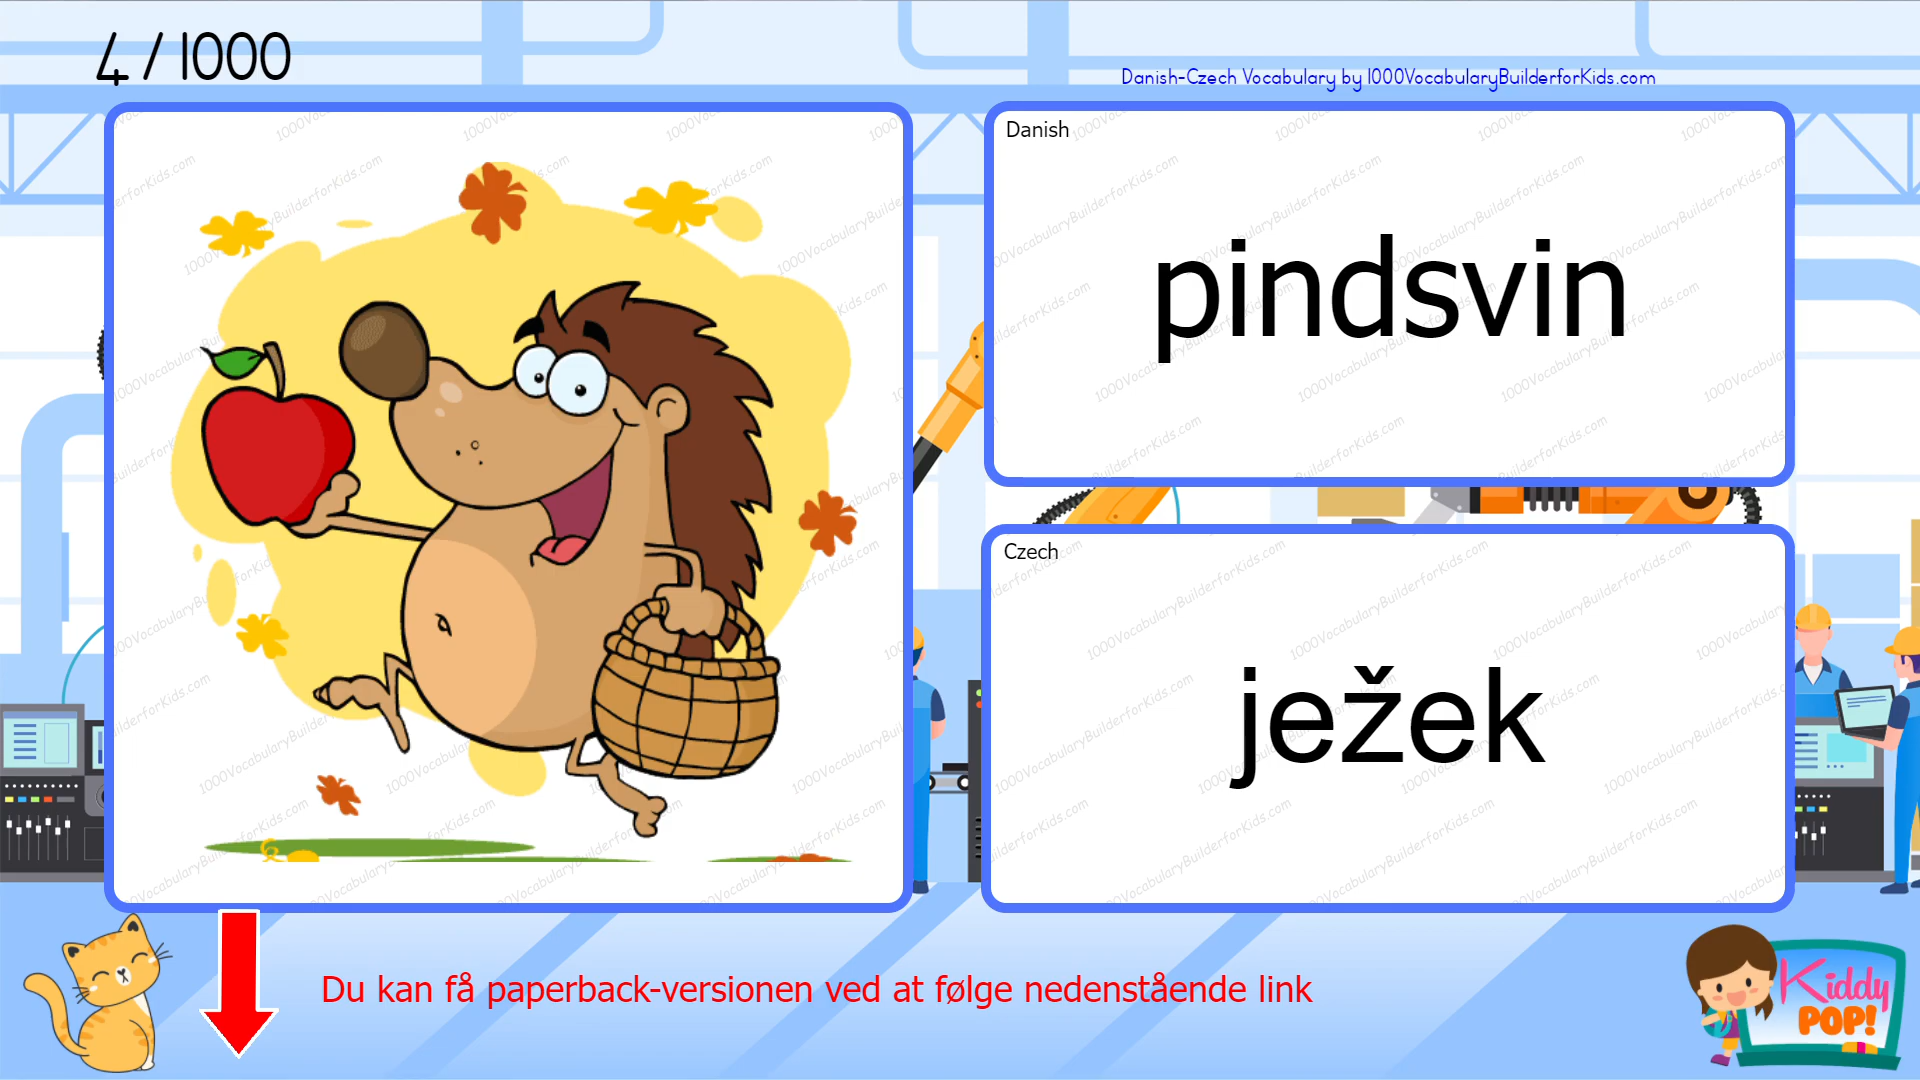 4 / 1000
Danish-Czech Vocabulary by 1000VocabularyBuilderforKids.com
Danish
pindsvin
Czech
ježek
Du kan få paperback-versionen ved at følge nedenstående link
Kiddy
POP!